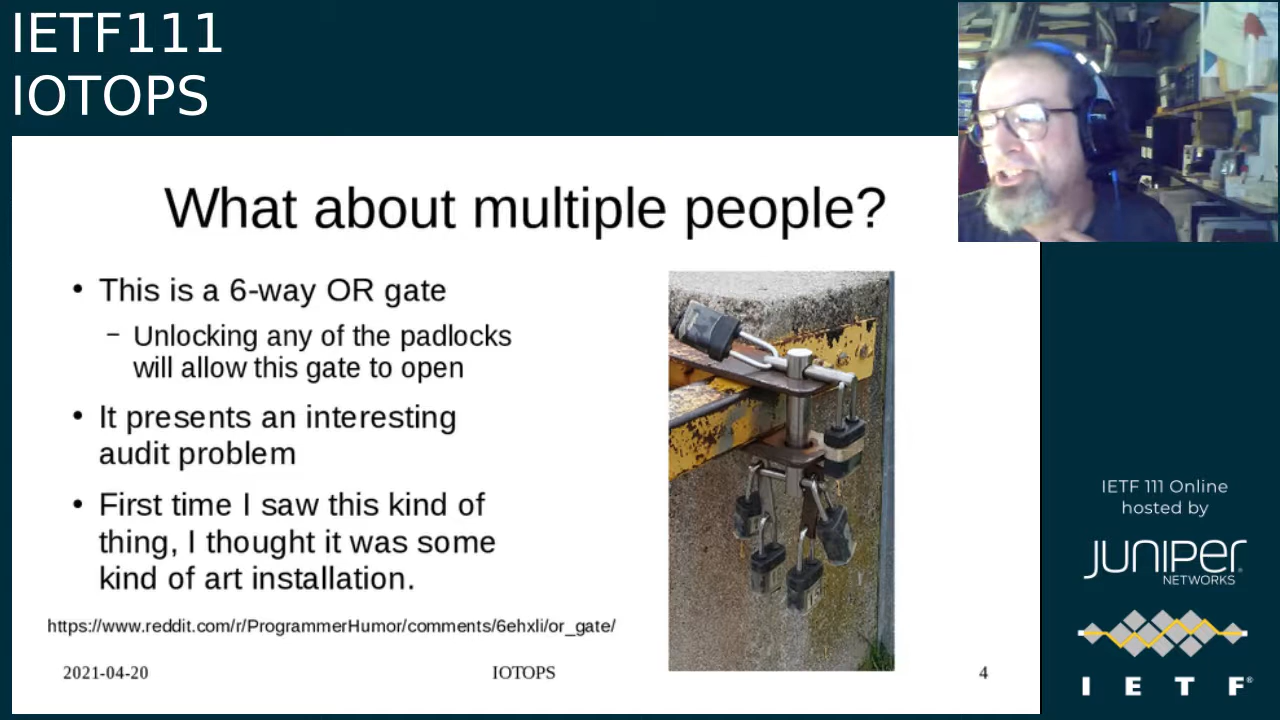 IETF111
IOTOPS
What about multiple people?
• This is a 6-way OR gate
– Unlocking any of the padlocks
will allow this gate to open
• It presents an interesting
audit problem
• First time I saw this kind of
thing, I thought it was some
kind of art installation.
https://www.reddit.com/r/ProgrammerHumor/comments/6ehxli/or_gate/
2021-04-20
IOTOPS
4
IETF 111 Online
hosted by
JUNIPER
NETWORKS
I E T F®